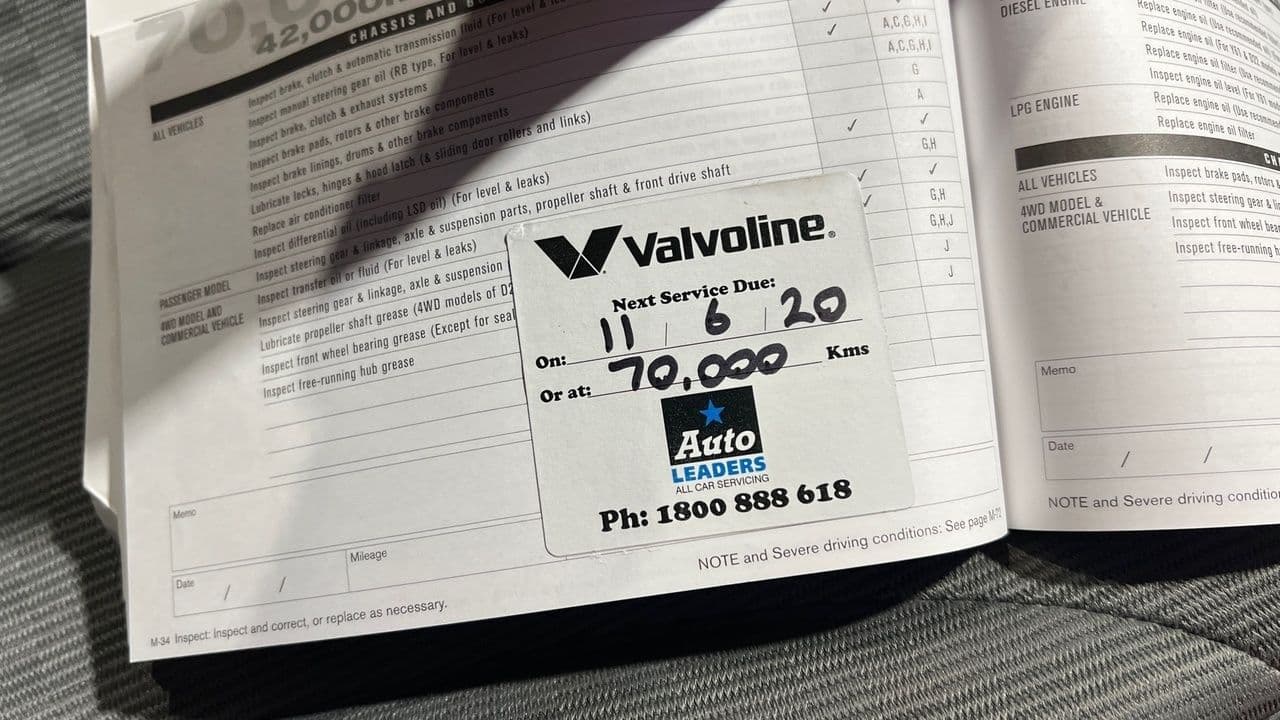 42,000
CHASSIS AND
ALL VEHICLES
Inspect brake, clutch & automatic transmission fluid (For level &
✓
Inspect manual steering gear oil (RB type, For level & leaks)
✓ A,C,G,H,I
Inspect brake, clutch & exhaust systems
A,C,G,H,I
Inspect brake pads, rotors & other brake components
G
Inspect brake linings, drums & other brake components
A
Lubricate locks, hinges & hood latch (& sliding door rollers and links)
✓ ✓
Replace air conditioner filter
G,H
PASSENGER MODEL
Inspect differential oil (including LSD oil) (For level & leaks)
✓ ✓
Inspect steering gear & linkage, axle & suspension parts, propeller shaft & front drive shaft
✓ G,H
4WD MODEL AND
COMMERCIAL VEHICLE
Inspect transfer oil or fluid (For level & leaks)
G,H,J
Inspect steering gear & linkage, axle & suspension
J
Lubricate propeller shaft grease (4WD models of
J
Inspect front wheel bearing grease (Except for
Inspect free-running hub grease
Valvoline®
Next Service Due:
On: 11 | 6 | 20
Or at: 70,000 Kms
Auto
LEADERS
ALL CAR SERVICING
Ph: 1800 888 618
Memo
Date / /
Mileage
NOTE and Severe driving conditions: See page M-72
M-34 Inspect: Inspect and correct, or replace as necessary.
DIESEL ENGINE
Replace engine oil (Use
Replace engine oil (For
Replace engine oil filter (Use
Inspect engine oil level (For YD1
LPG ENGINE
Replace engine oil (Use
Replace engine oil filter
ALL VEHICLES
Inspect brake pads, rotors,
4WD MODEL &
COMMERCIAL VEHICLE
Inspect steering gear &
Inspect front wheel
Inspect free-running
Memo
Date / /
NOTE and Severe driving